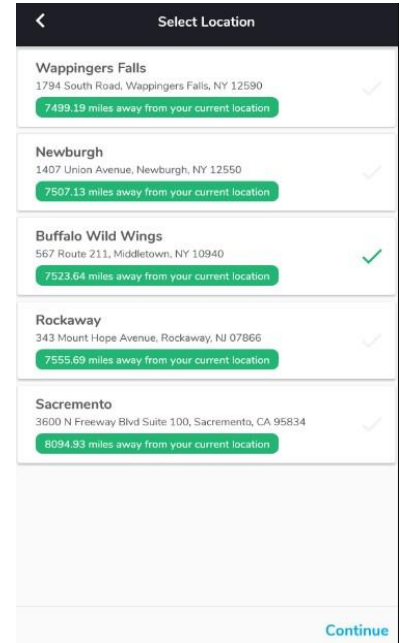 Select Location
Wappingers Falls
1794 South Road, Wappingers Falls, NY 12590
7499.19 miles away from your current location
Newburgh
1407 Union Avenue, Newburgh, NY 12550
7507.13 miles away from your current location
Buffalo Wild Wings
567 Route 211, Middletown, NY 10940
7523.64 miles away from your current location
Rockaway
343 Mount Hope Avenue, Rockaway, NJ 07866
7555.69 miles away from your current location
Sacremento
3600 N Freeway Blvd Suite 100, Sacremento, CA 95834
8094.93 miles away from your current location
Continue